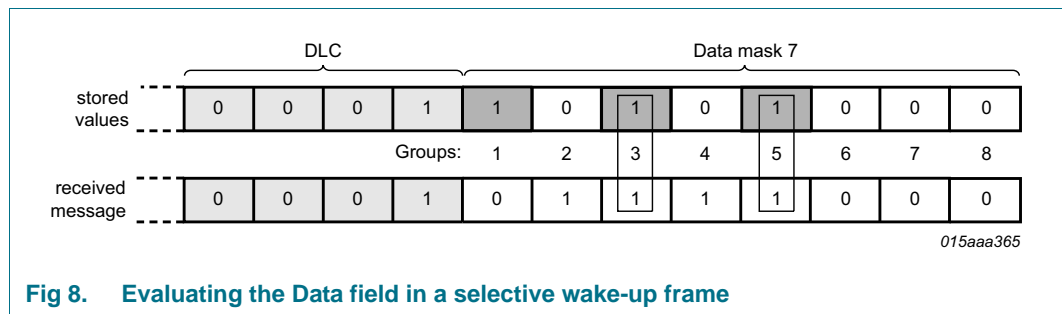 DLC Data mask 7
stored values 0 0 0 1 1 0 1 0 1 0 0 0
Groups: 1 2 3 4 5 6 7 8
received message 0 0 0 1 0 1 1 1 1 0 0 0
015aaa365
Fig 8. Evaluating the Data field in a selective wake-up frame